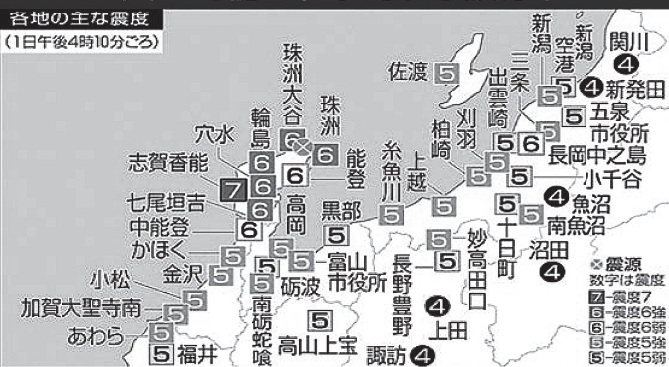 各地の主な震度
(1日午後4時10分ごろ)
新潟
新潟空港
関川
4
佐渡
5
三条
出雲崎
5
4
新発田
5
五泉市役所
珠洲大谷
珠洲
輪島
6
6
穴水
6
能登
6
志賀香能
7
6
刈羽
柏崎
5
6
5
長岡中之島
5
小千谷
5
糸魚川
上越
七尾垣吉
6
中能登
6
高岡
黒部
5
5
5
5
十日町
5
南魚沼
4
魚沼
沼田
4
かほく
5
金沢
5
小松
5
加賀大聖寺南
5
あわら
5
5
福井
5
5
富山市役所
砺波
5
5
南砺蛇喰
5
高山上宝
5
5
妙高田口
長野豊野
4
上田
諏訪
4
震源
数字は震度
7-震度7
6-震度6強
6-震度6弱
5-震度5強
5-震度5弱